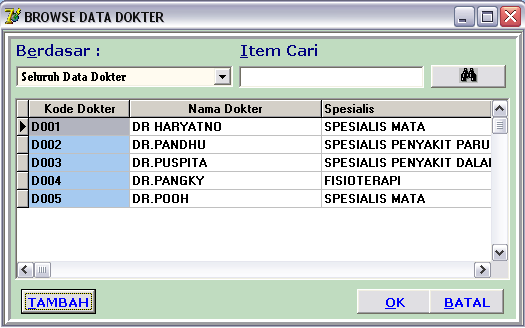 BROWSE DATA DOKTER
Berdasar : Item Cari
Seluruh Data Dokter
Kode Dokter Nama Dokter Spesialis
D001 DR HARYATNO SPESIALIS MATA
D002 DR.PANDHU SPESIALIS PENYAKIT PARU
D003 DR.PUSPITA SPESIALIS PENYAKIT DALAI
D004 DR.PANGKY FISIOTERAPI
D005 DR.POOH SPESIALIS MATA
TAMBAH OK BATAL